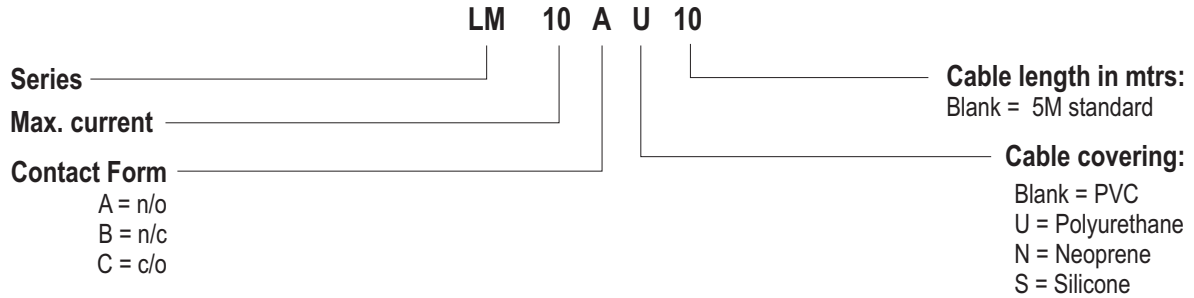 LM 10 A U 10
Series
Max. current
Contact Form
A = n/o
B = n/c
C = c/o
Cable length in mtrs:
Blank = 5M standard
Cable covering:
Blank = PVC
U = Polyurethane
N = Neoprene
S = Silicone